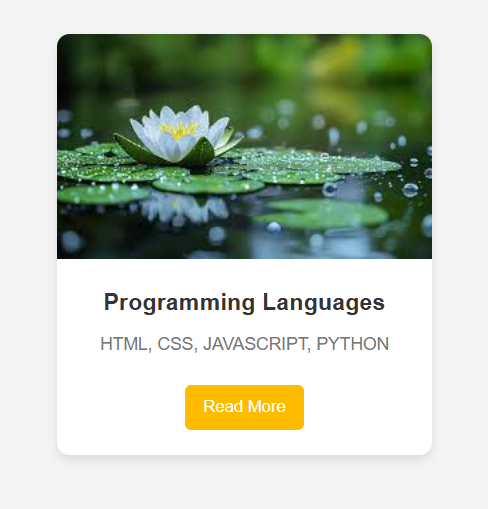 Programming Languages
HTML, CSS, JAVASCRIPT, PYTHON
Read More